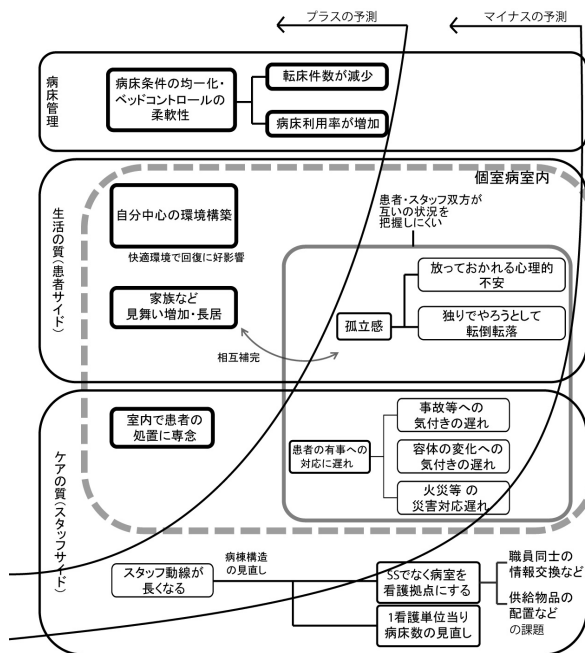 プラスの予測
マイナスの予測
病床管理
病床条件の均一化・
ベッドコントロールの
柔軟性
転床件数が減少
病床利用率が増加
生活の質（患者サイド）
個室病室内
自分中心の環境構築
快適環境で回復に好影響
家族など
見舞い増加・長居
相互補完
患者・スタッフ双方が
互いの状況を
把握しにくい
孤立感
放っておかれる心理的
不安
独りでやろうとして
転倒転落
ケアの質（スタッフサイド）
室内で患者の
処置に専念
患者の有事への
対応に遅れ
事故等への
気付きの遅れ
容体の変化への
気付きの遅れ
火災等 の
災害対応遅れ
スタッフ動線が
長くなる
病棟構造
の見直し
SSでなく病室を
看護拠点にする
1看護単位当り
病床数の見直し
職員同士の
情報交換など
供給物品の
配置など
の課題